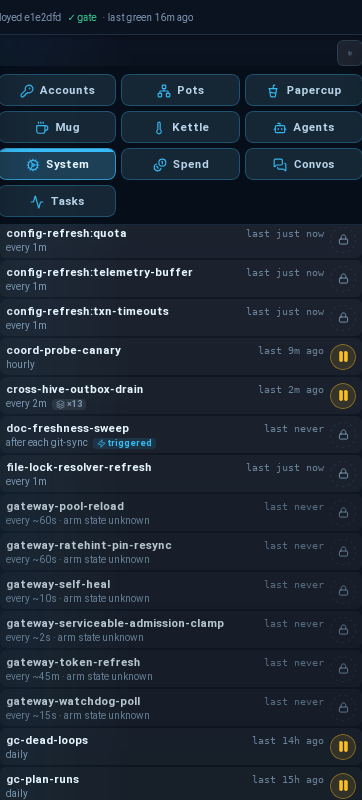 loyed e1e2dfd ✓ gate · last green 16m ago
Accounts
Pots
Papercup
Mug
Kettle
Agents
System
Spend
Convos
Tasks
config-refresh:quota last just now
every 1m
config-refresh:telemetry-buffer last just now
every 1m
config-refresh:txn-timeouts last just now
every 1m
coord-probe-canary last 9m ago
hourly
cross-hive-outbox-drain last 2m ago
every 2m ×13
doc-freshness-sweep last never
after each git-sync triggered
file-lock-resolver-refresh last just now
every 1m
gateway-pool-reload last never
every ~60s · arm state unknown
gateway-ratehint-pin-resync last never
every ~60s · arm state unknown
gateway-self-heal last never
every ~10s · arm state unknown
gateway-serviceable-admission-clamp last never
every ~2s · arm state unknown
gateway-token-refresh last never
every ~45m · arm state unknown
gateway-watchdog-poll last never
every ~15s · arm state unknown
gc-dead-loops last 14h ago
daily
gc-plan-runs last 15h ago
daily